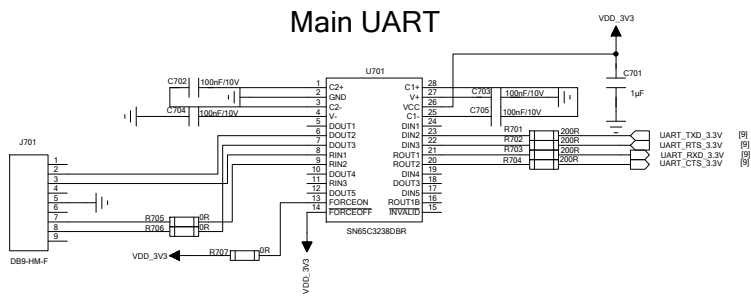 Main UART
VDD_3V3
U701
C702 100nF/10V
C704 100nF/10V
1 C2+ C1+ 28
2 GND V+ 27
3 C2- VCC 26
4 V- C1- 25
5 DOUT1 DIN1 24
6 DOUT2 DIN2 23
7 DOUT3 DIN3 22
8 RIN1 ROUT1 21
9 RIN2 ROUT2 20
10 DOUT4 DIN4 19
11 RIN3 DOUT3 18
12 DOUT5 DIN5 17
13 FORCEON ROUT1B 16
14 FORCEOFF INVALID 15
SN65C3238DBR
C703 100nF/10V
C705 100nF/10V
C701
1µF
R701 200R UART_TXD_3.3V [9]
R702 200R UART_RTS_3.3V [9]
R703 200R UART_RXD_3.3V [9]
R704 200R UART_CTS_3.3V [9]
J701
1
2
3
4
5
6
7
8
9
DB9-HM-F
R705 0R
R706 0R
VDD_3V3 R707 0R
VDD_3V3